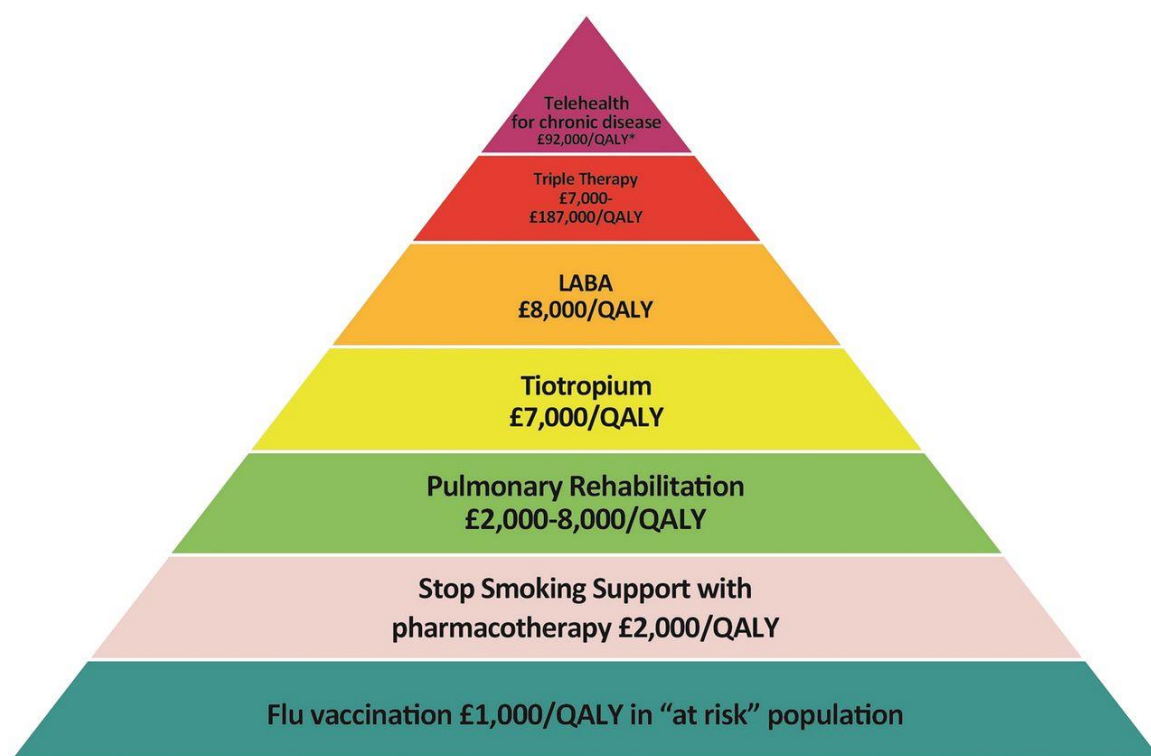 Telehealth
for chronic disease
£92,000/QALY*
Triple Therapy
£7,000-
£187,000/QALY
LABA
£8,000/QALY
Tiotropium
£7,000/QALY
Pulmonary Rehabilitation
£2,000-8,000/QALY
Stop Smoking Support with
pharmacotherapy £2,000/QALY
Flu vaccination £1,000/QALY in “at risk” population